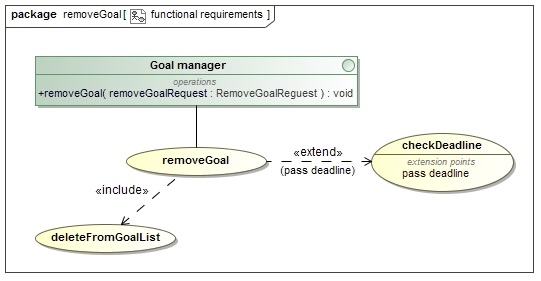 package removeGoal[ functional requirements ]
Goal manager
operations
+removeGoal( removeGoalRequest : RemoveGoalReguest ) : void
removeGoal
«extend»
(pass deadline)
checkDeadline
extension points
pass deadline
«include»
deleteFromGoalList